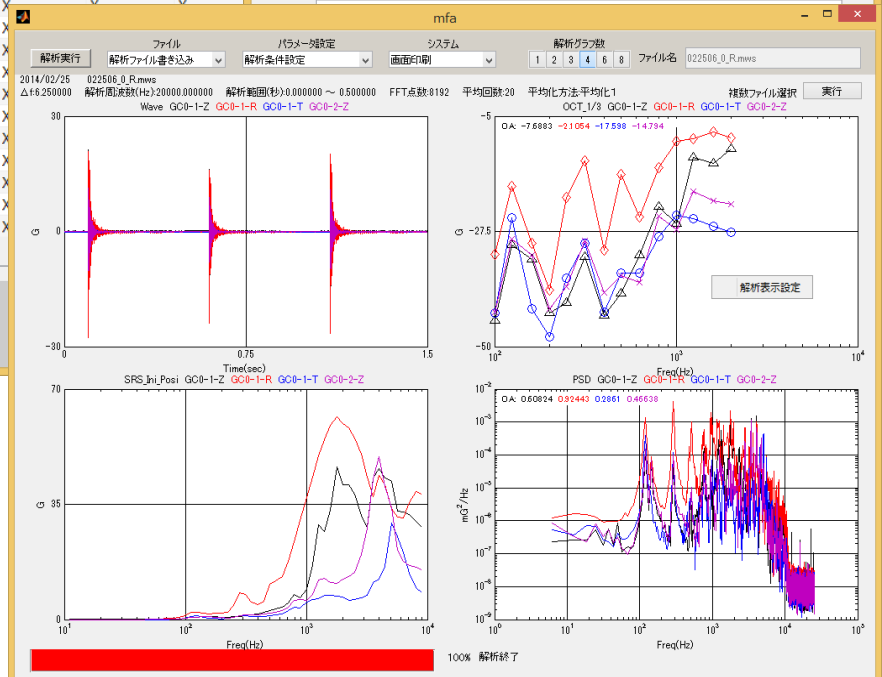 mfa
ファイル パラメータ設定 システム 解析グラフ数
解析実行 解析ファイル書き込み 解析条件設定 画面印刷 1 2 3 4 6 8 ファイル名 022506_0_R.mws
2014/02/25 022506_0_R.mws
Δf:6.250000 解析周波数(Hz):20000.000000 解析範囲(秒):0.000000 ～ 0.500000 FFT点数:8192 平均回数:20 平均化方法:平均化1 複数ファイル選択 実行
Wave GC0-1-Z GC0-1-R GC0-1-T GC0-2-Z
30
G 0
-30
0 0.75 1.5
Time(sec)
OCT_1/3 GC0-1-Z GC0-1-R GC0-1-T GC0-2-Z
-5
OA: -7.6883 -2.1054 -17.598 -14.794
G -27.5
解析表示設定
-50
10² 10³ 10⁴
Freq(Hz)
SRS_Ini_Posi GC0-1-Z GC0-1-R GC0-1-T GC0-2-Z
70
G 35
0
10¹ 10² 10³ 10⁴
Freq(Hz)
PSD GC0-1-Z GC0-1-R GC0-1-T GC0-2-Z
OA: 0.60824 0.92443 0.2861 0.46638
10⁻²
10⁻³
10⁻⁴
10⁻⁵
mG²/Hz
10⁻⁶
10⁻⁷
10⁻⁸
10⁻⁹
10⁰ 10¹ 10² 10³ 10⁴ 10⁵
Freq(Hz)
100% 解析終了